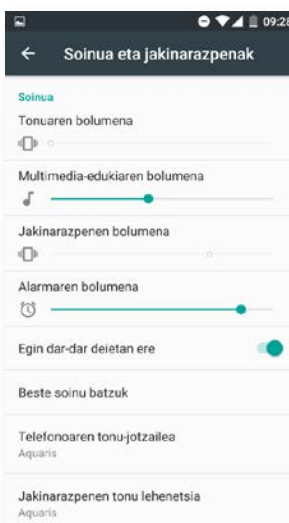 09:28
Soinua eta jakinarazpenak
Soinua
Tonuaren bolumena
Multimedia-edukiaren bolumena
Jakinarazpenen bolumena
Alarmaren bolumena
Egin dar-dar deietan ere
Beste soinu batzuk
Telefonoaren tonu-jotzailea
Aquaris
Jakinarazpenen tonu lehenetsia
Aquaris